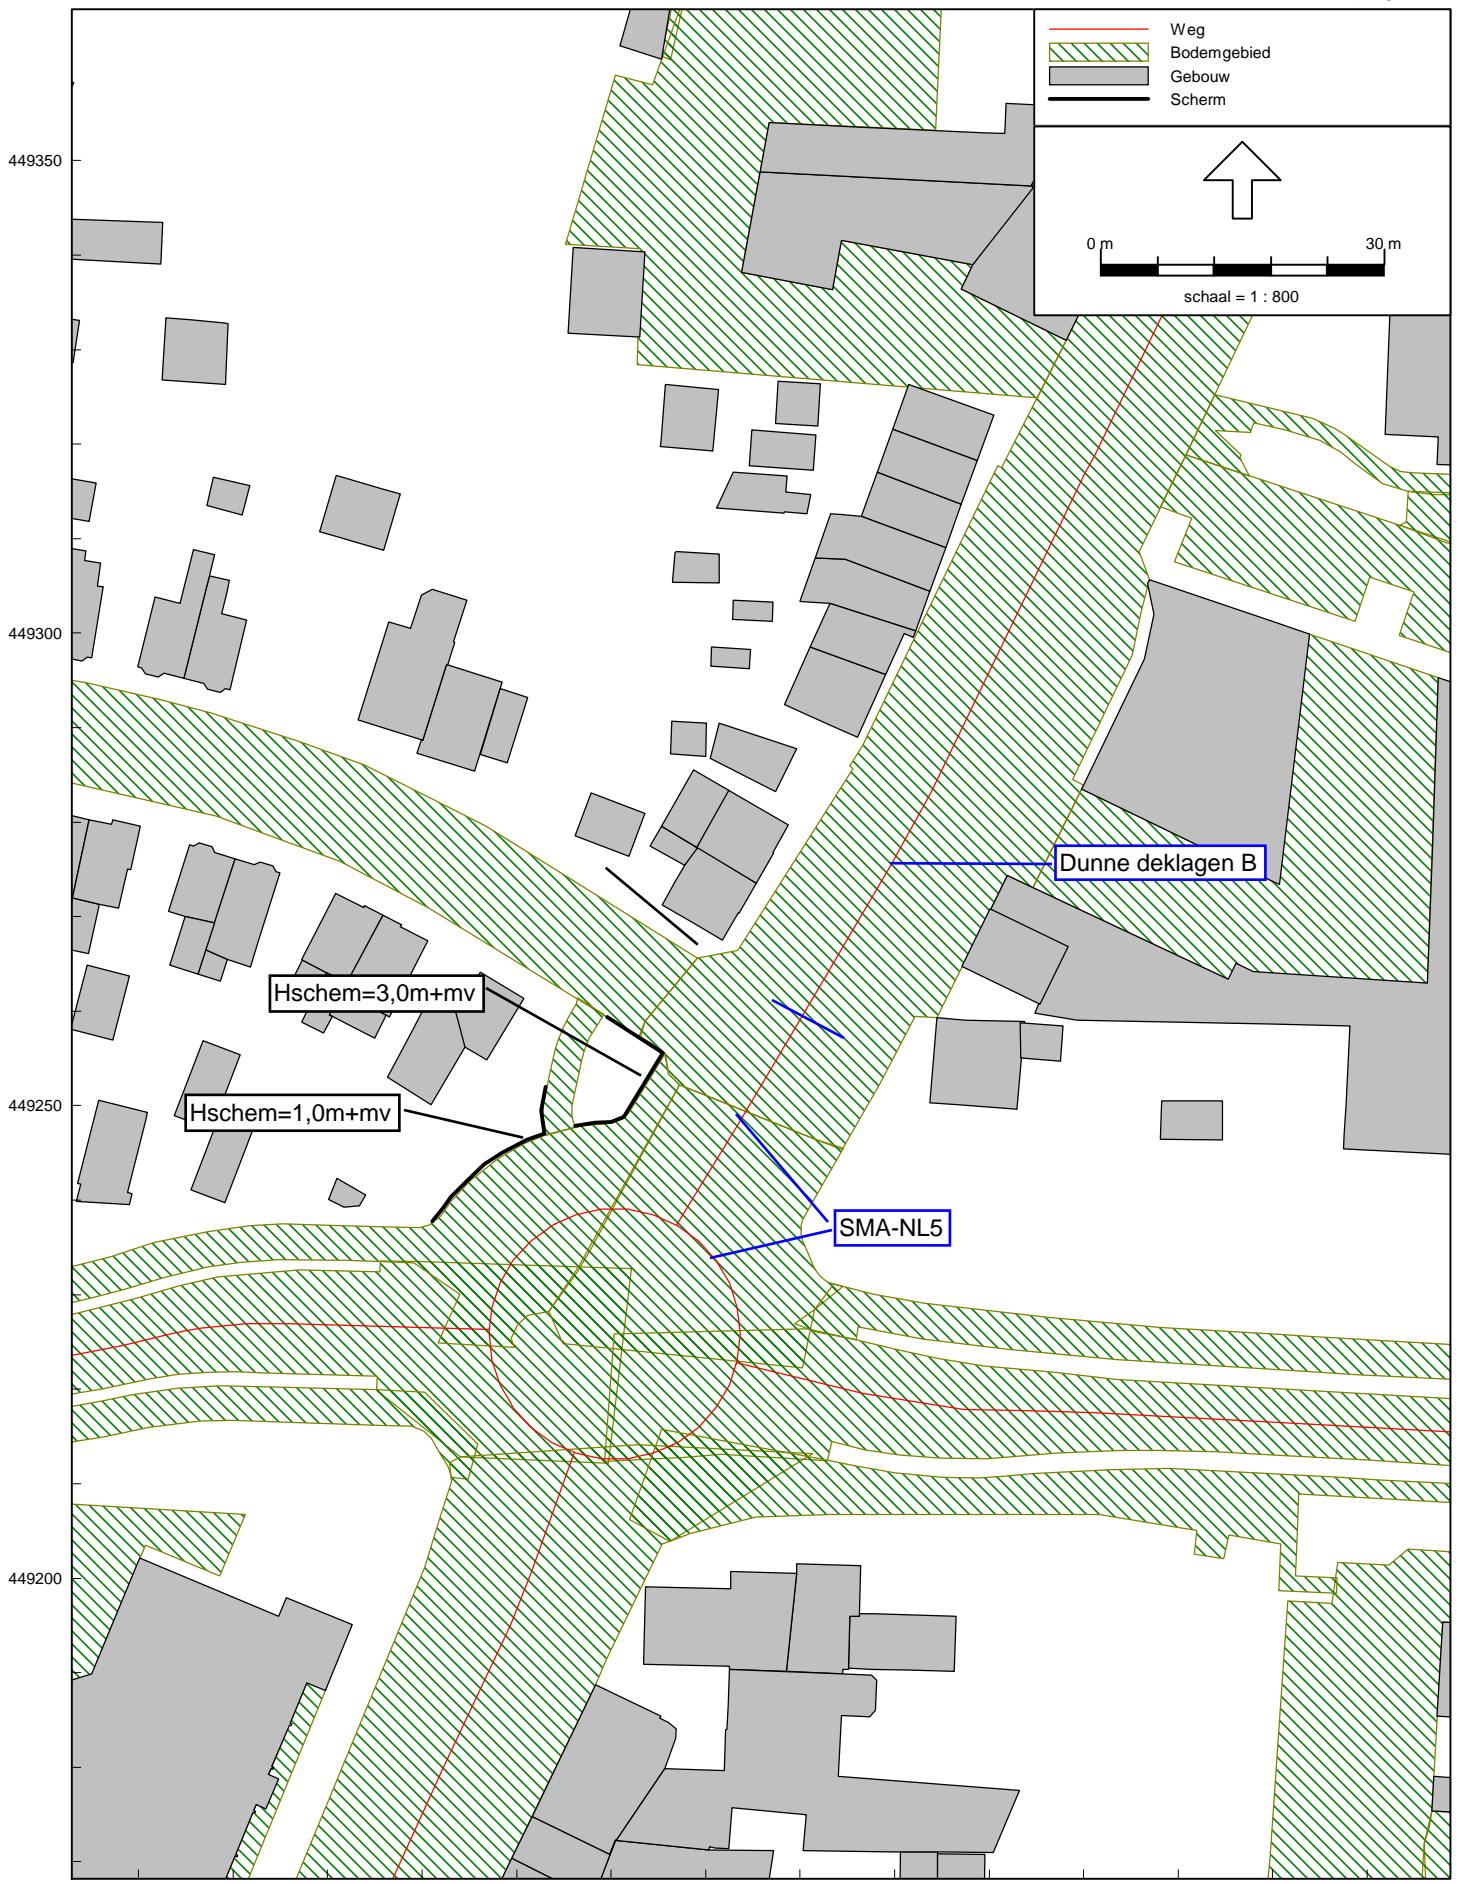 Weg
Bodemgebied
Gebouw
Scherm
449350
0 m 30 m
schaal = 1 : 800
449300
Dunne deklagen B
Hschem=3,0m+mv
449250
Hschem=1,0m+mv
SMA-NL5
449200